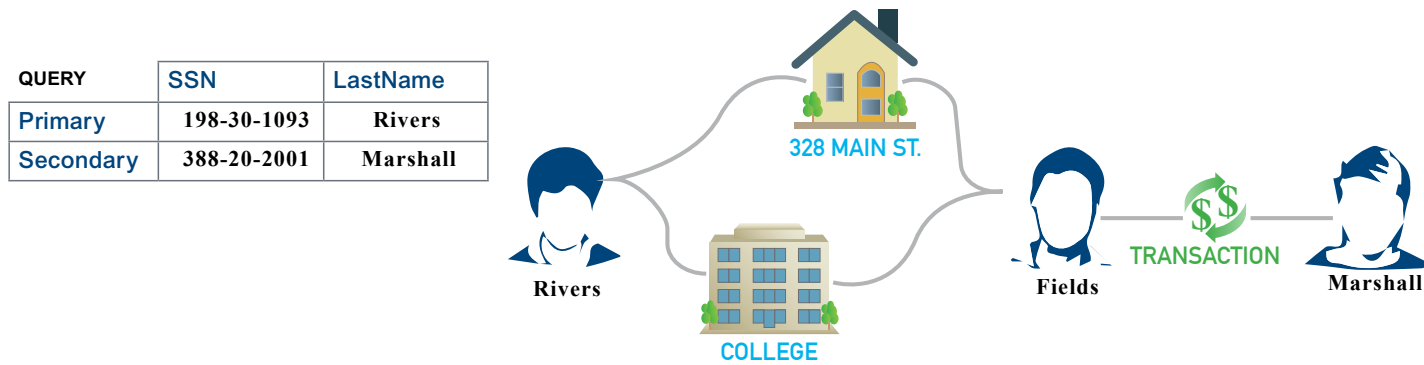 QUERY SSN LastName
Primary 198-30-1093 Rivers
Secondary 388-20-2001 Marshall
328 MAIN ST.
Rivers
COLLEGE
Fields
$ $
TRANSACTION
Marshall